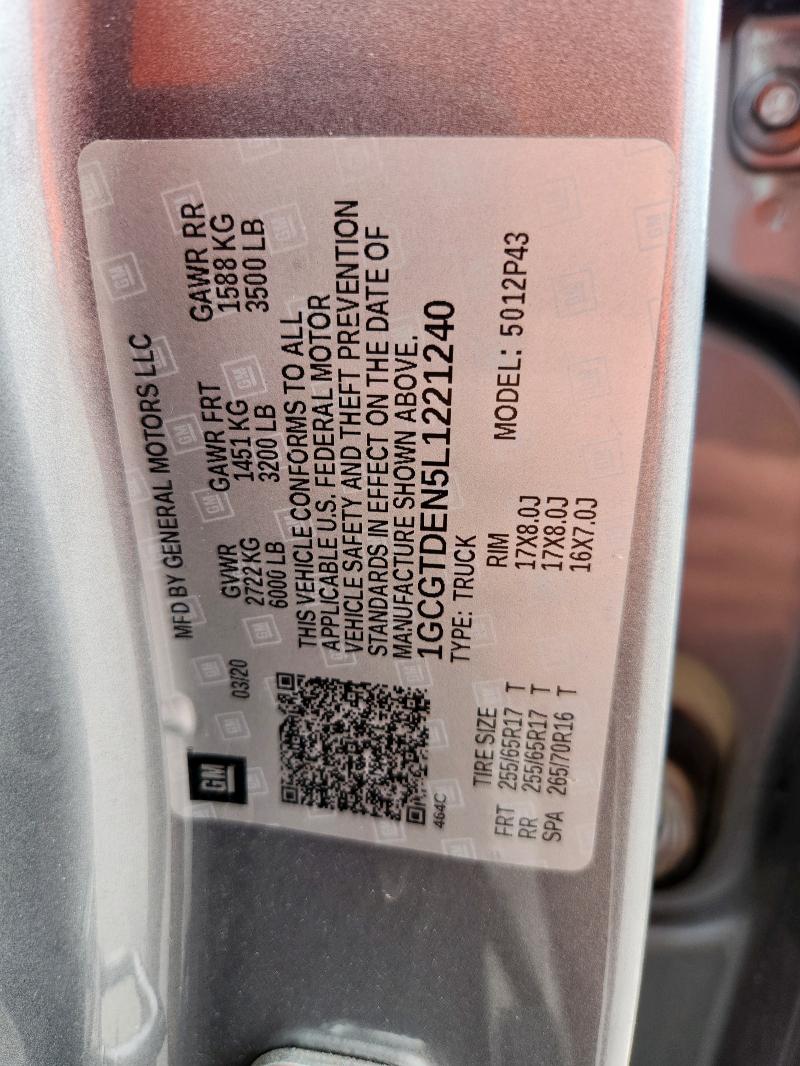 GM
MFD BY GENERAL MOTORS LLC
03/20
GVWR GAWR FRT GAWR RR
2722 KG 1451 KG 1588 KG
6000 LB 3200 LB 3500 LB
THIS VEHICLE CONFORMS TO ALL
APPLICABLE U.S. FEDERAL MOTOR
VEHICLE SAFETY AND THEFT PREVENTION
STANDARDS IN EFFECT ON THE DATE OF
MANUFACTURE SHOWN ABOVE.
1GCGTDEN5L1221240
464C
TYPE: TRUCK
MODEL: 5012P43
TIRE SIZE RIM
FRT 255/65R17 T 17X8.0J
RR 255/65R17 T 17X8.0J
SPA 265/70R16 T 16X7.0J